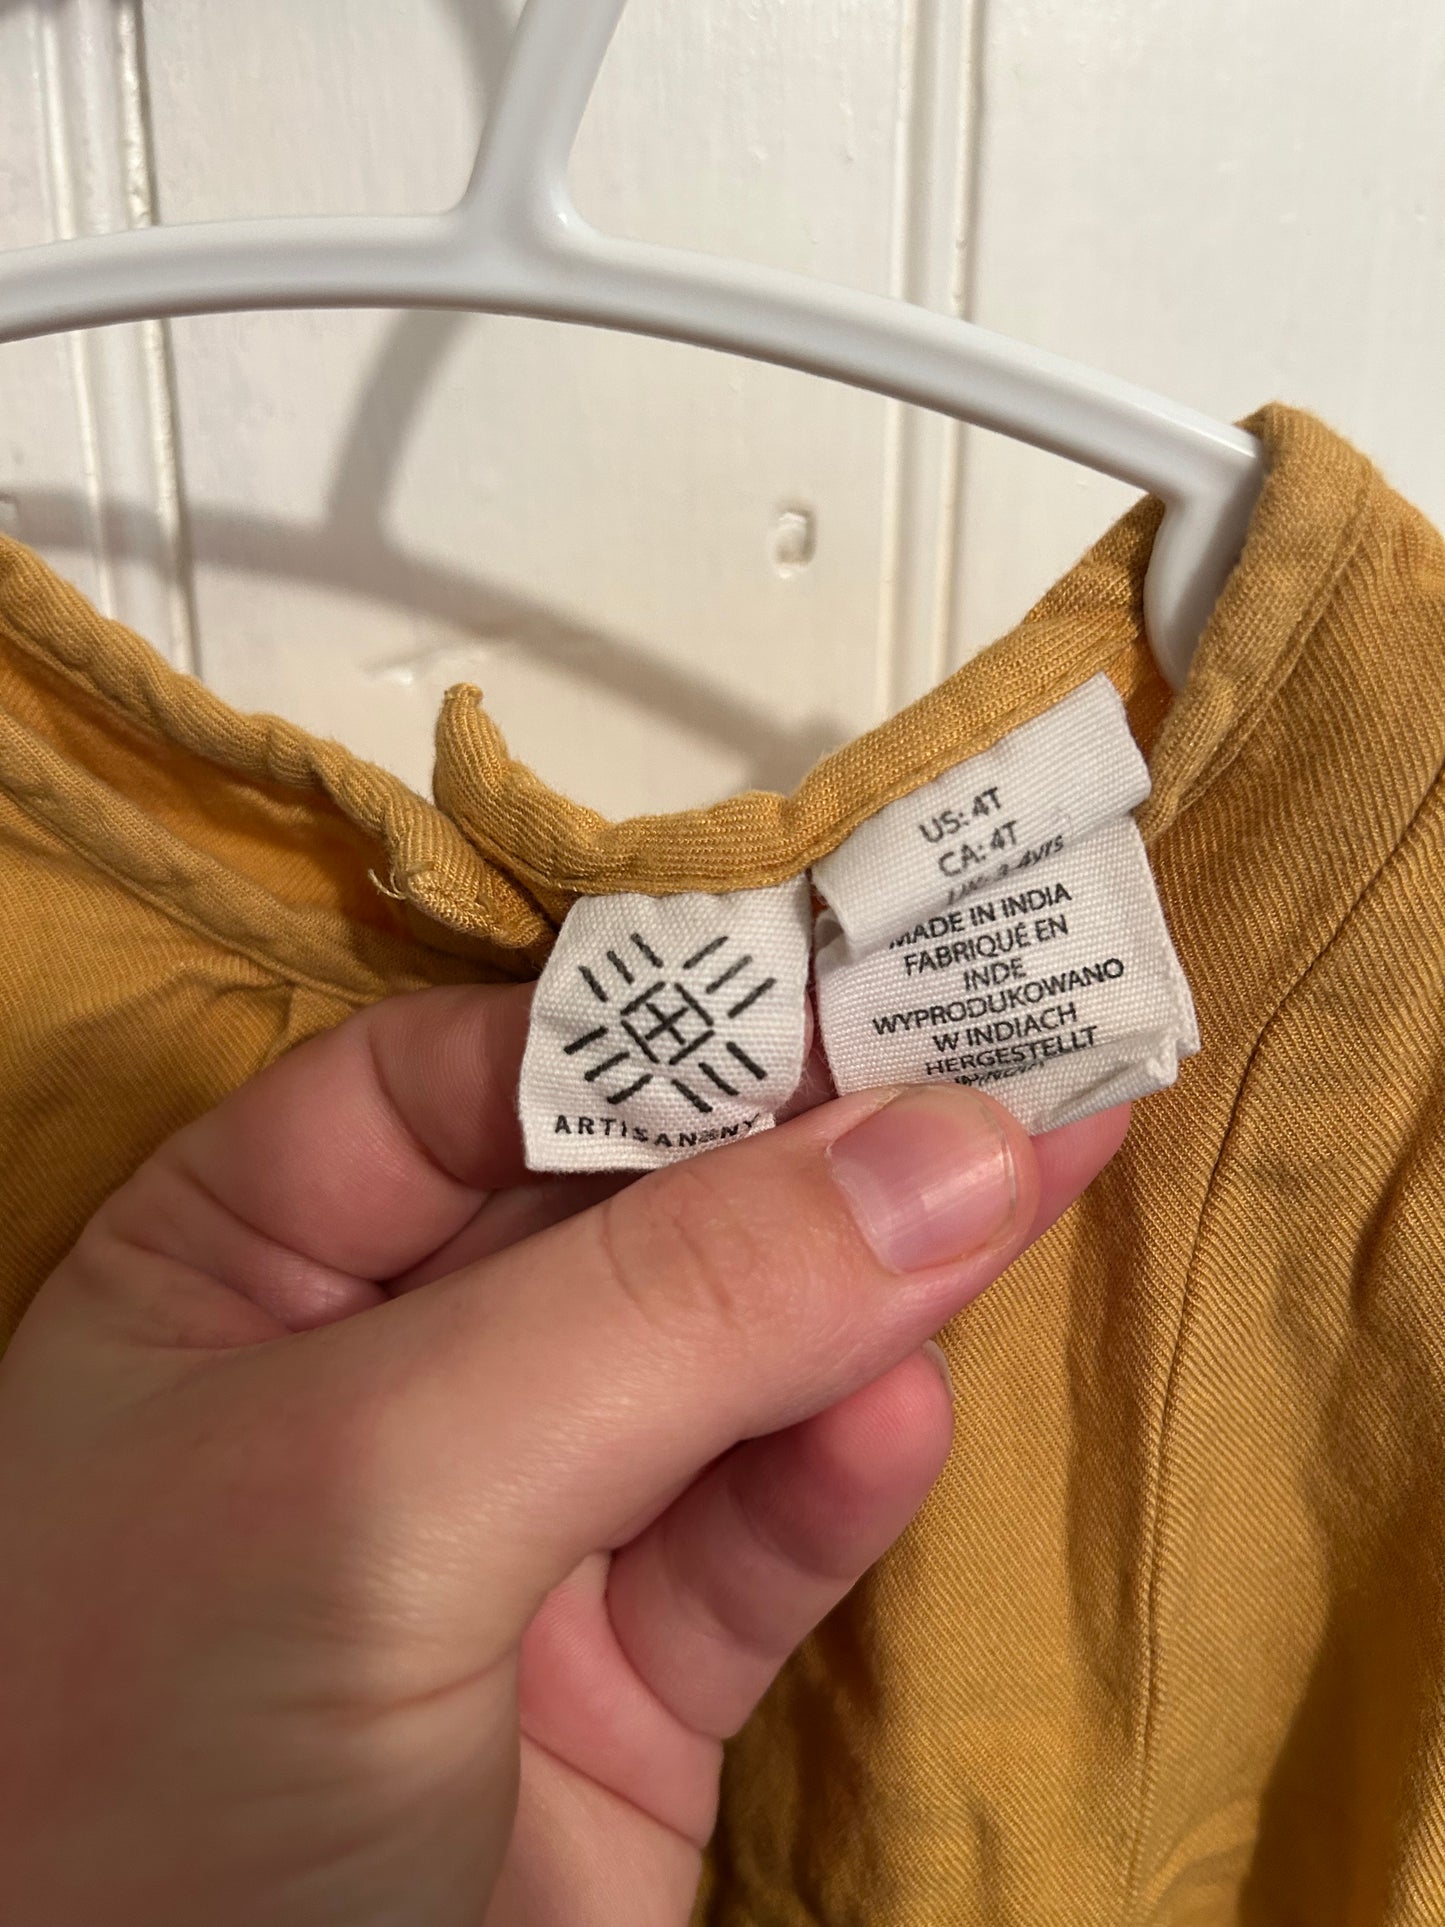 ARTISAN NY
US: 4T
CA: 4T
MADE IN INDIA
FABRIQUÉ EN
INDE
WYPRODUKOWANO
W INDIACH
HERGESTELLT